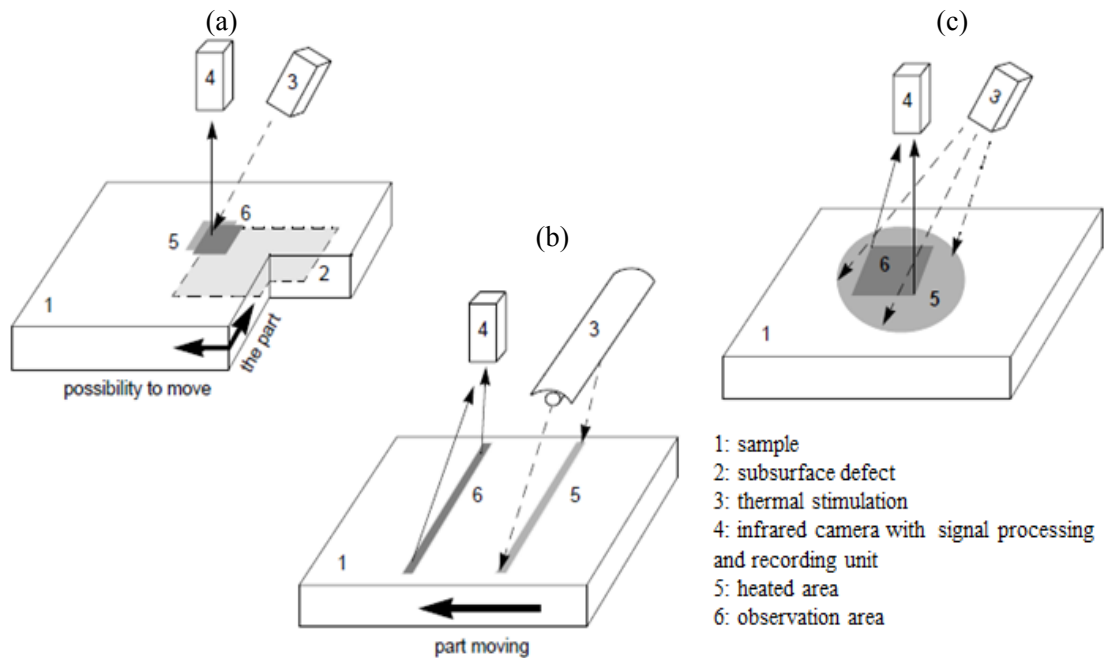 (a)
4
3
6
5
2
1
the part
possibility to move
(b)
4
3
6
5
1
part moving
(c)
4
3
6
5
1
1: sample
2: subsurface defect
3: thermal stimulation
4: infrared camera with signal processing
and recording unit
5: heated area
6: observation area